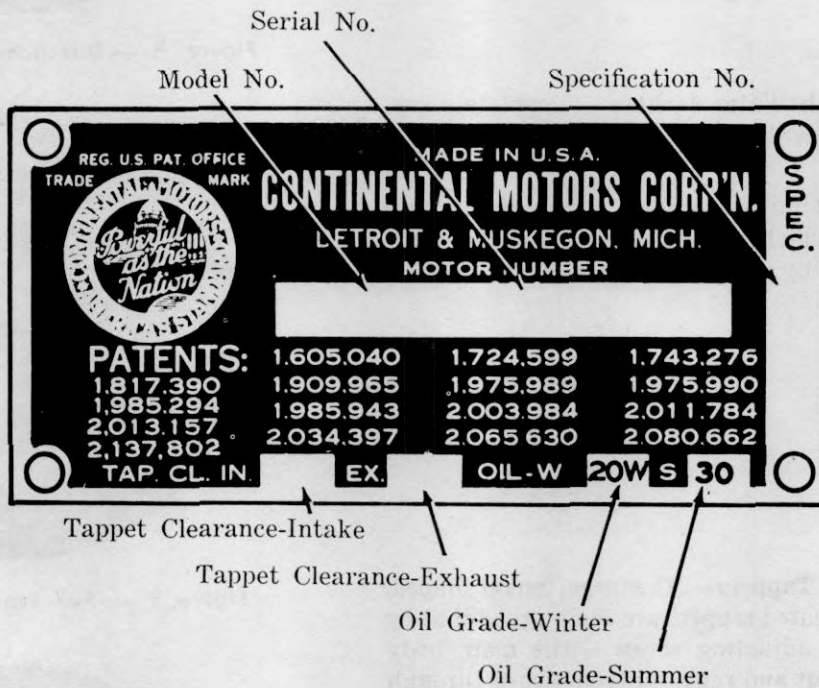 Serial No.
Model No.
Specification No.
REG. U.S. PAT. OFFICE
TRADE MARK
CONTINENTAL MOTORS
AMERICAN STANDARD
Powerful
as the
Nation
MADE IN U.S.A.
CONTINENTAL MOTORS CORP'N.
DETROIT & MUSKEGON, MICH.
MOTOR NUMBER
SPEC.
PATENTS: 1.605.040 1.724,599 1.743.276
1.817.390 1.909.965 1.975,989 1.975.990
1,985.294 1.985.943 2.003.984 2.011.784
2,013.157 2.034.397 2.065 630 2.080.662
2,137,802
TAP. CL. IN. EX. OIL-W 20W S 30
Tappet Clearance-Intake
Tappet Clearance-Exhaust
Oil Grade-Winter
Oil Grade-Summer